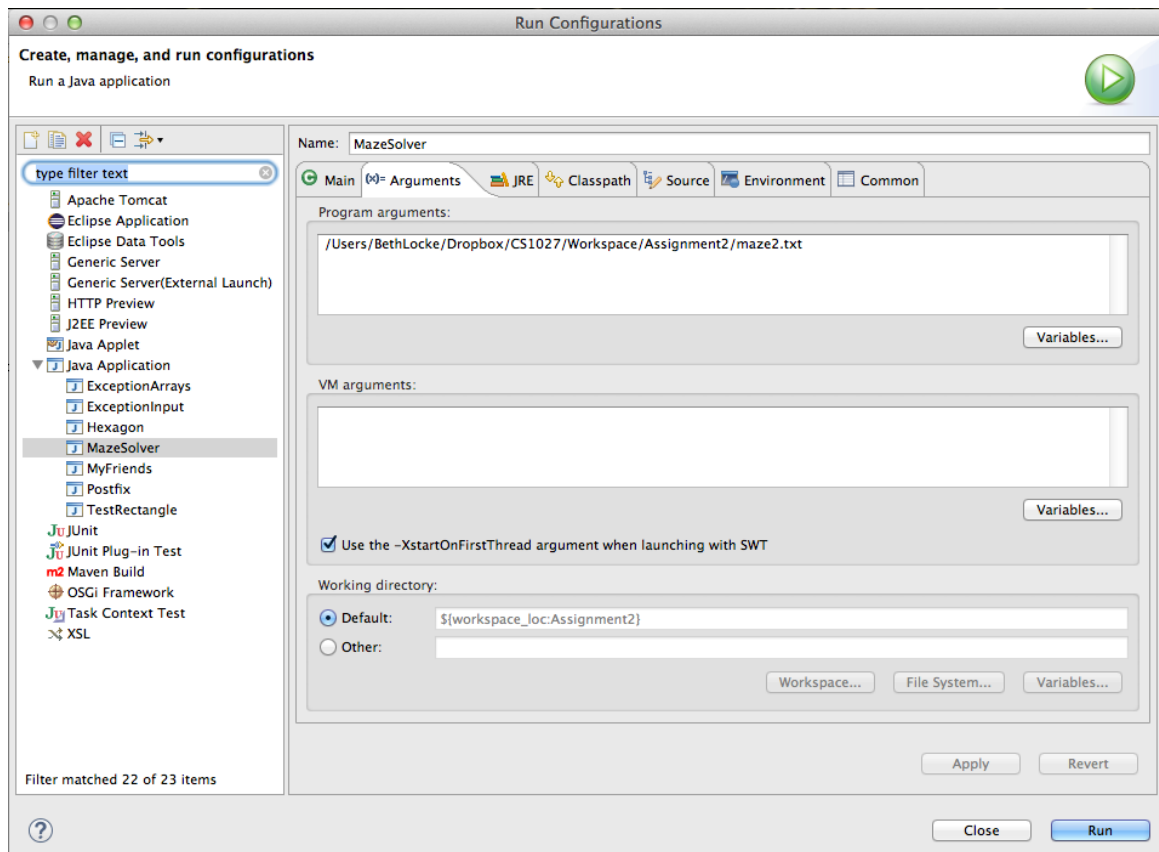 Run Configurations
Create, manage, and run configurations
Run a Java application
type filter text
Apache Tomcat
Eclipse Application
Eclipse Data Tools
Generic Server
Generic Server(External Launch)
HTTP Preview
J2EE Preview
Java Applet
Java Application
ExceptionArrays
ExceptionInput
Hexagon
MazeSolver
MyFriends
Postfix
TestRectangle
JUnit
JUnit Plug-in Test
m2 Maven Build
OSGi Framework
Task Context Test
XSL
Filter matched 22 of 23 items
Name: MazeSolver
Main (x)= Arguments JRE Classpath Source Environment Common
Program arguments:
/Users/BethLocke/Dropbox/CS1027/Workspace/Assignment2/maze2.txt
Variables...
VM arguments:
Variables...
Use the -XstartOnFirstThread argument when launching with SWT
Working directory:
Default: ${workspace_loc:Assignment2}
Other:
Workspace... File System... Variables...
Apply Revert
? Close Run